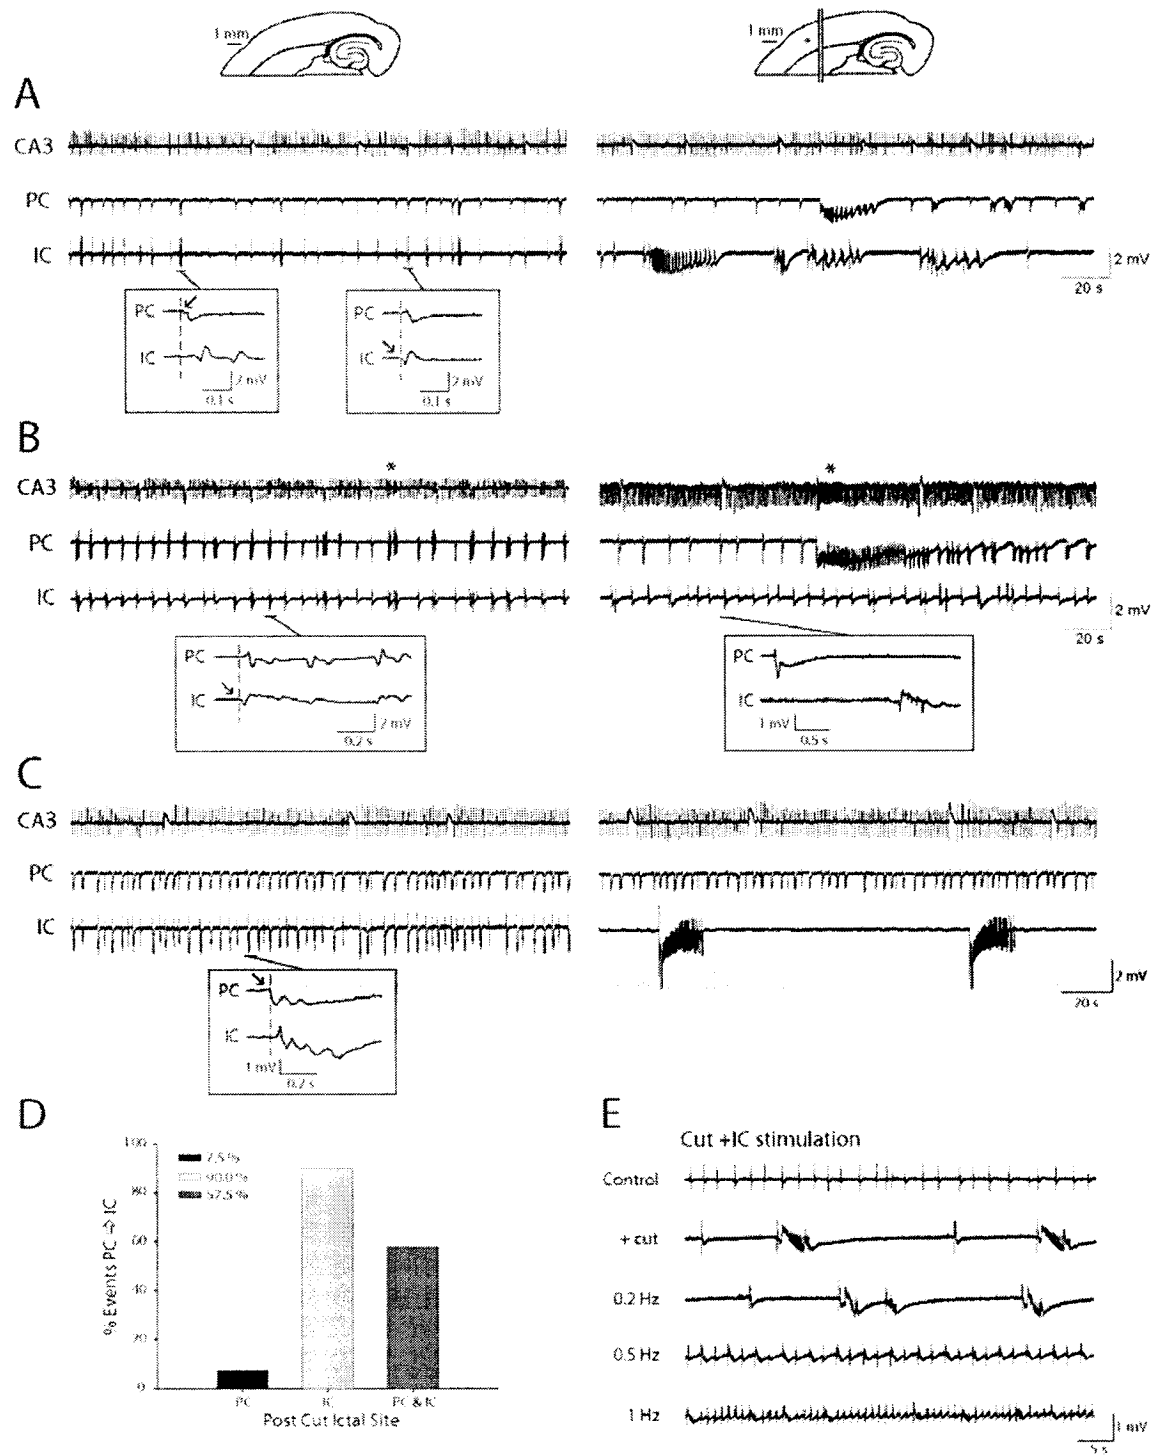 1 mm
1 mm
A
CA3
PC
IC
2 mV
20 s
PC
IC
2 mV
0.1 s
PC
IC
2 mV
0.1 s
B
*
*
CA3
PC
IC
2 mV
20 s
PC
IC
2 mV
0.2 s
PC
IC
1 mV
0.5 s
C
CA3
PC
IC
2 mV
20 s
PC
IC
1 mV
0.2 s
D
100
80
60
40
20
0
% Events PC → IC
7.5 %
90.0 %
57.5 %
PC
IC
PC & IC
Post Cut Ictal Site
E
Cut +IC stimulation
Control
+ cut
0.2 Hz
0.5 Hz
1 Hz
1 mV
5 s